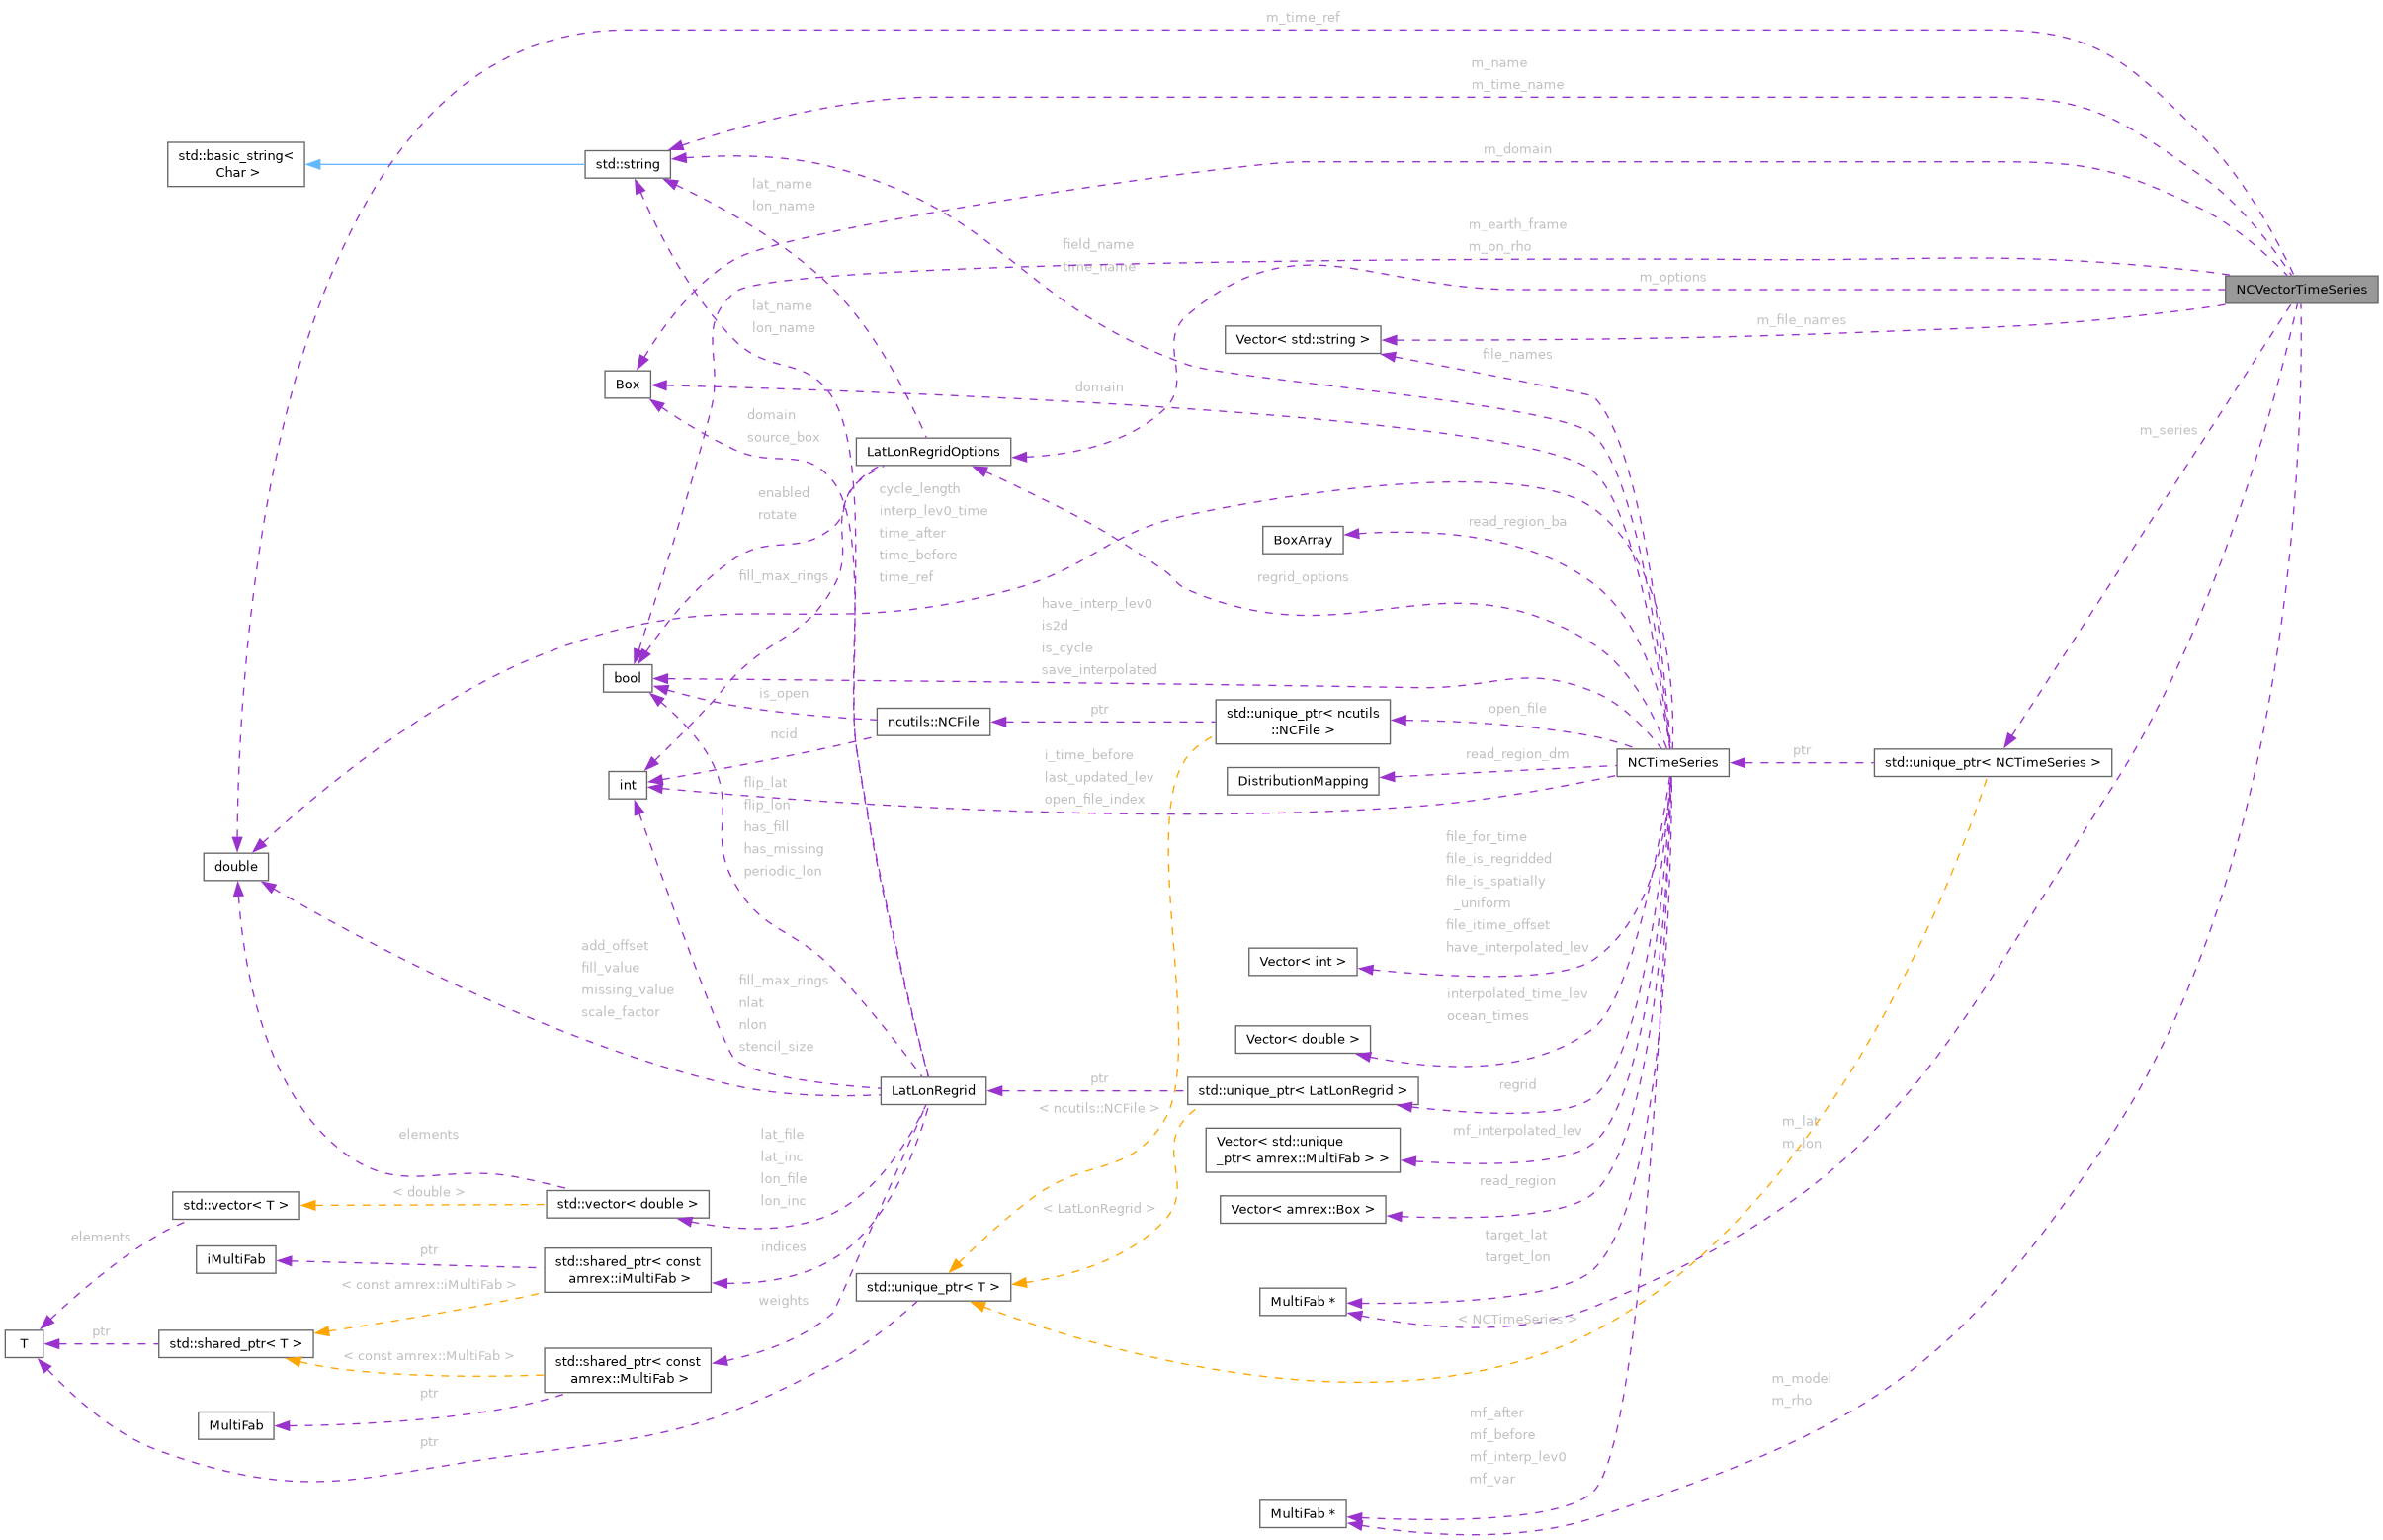 m_time_ref
m_name
m_time_name
m_domain
std::basic_string<
Char >
std::string
lat_name
lon_name
m_earth_frame
m_on_rho
field_name
time_name
m_options
NCVectorTimeSeries
lat_name
lon_name
m_file_names
Vector< std::string >
file_names
Box
domain
domain
source_box
m_series
LatLonRegridOptions
enabled
rotate
cycle_length
interp_lev0_time
time_after
time_before
time_ref
read_region_ba
BoxArray
fill_max_rings
regrid_options
have_interp_lev0
is2d
is_cycle
save_interpolated
bool
is_open
ncutils::NCFile
ptr
std::unique_ptr< ncutils
::NCFile >
open_file
ncid
read_region_dm
NCTimeSeries
ptr
std::unique_ptr< NCTimeSeries >
i_time_before
last_updated_lev
open_file_index
DistributionMapping
int
flip_lat
flip_lon
has_fill
has_missing
periodic_lon
file_for_time
file_is_regridded
file_is_spatially
_uniform
file_itime_offset
have_interpolated_lev
double
add_offset
fill_value
missing_value
scale_factor
fill_max_rings
nlat
nlon
stencil_size
Vector< int >
interpolated_time_lev
ocean_times
Vector< double >
LatLonRegrid
ptr
std::unique_ptr< LatLonRegrid >
regrid
< ncutils::NCFile >
elements
lat_file
lat_inc
lon_file
lon_inc
Vector< std::unique
_ptr< amrex::MultiFab > >
mf_interpolated_lev
m_lat
m_lon
std::vector< T >
< double >
std::vector< double >
< LatLonRegrid >
Vector< amrex::Box >
read_region
elements
iMultiFab
ptr
std::shared_ptr< const
amrex::iMultiFab >
indices
target_lat
target_lon
< const amrex::iMultiFab >
weights
std::unique_ptr< T >
MultiFab *
< NCTimeSeries >
T
ptr
std::shared_ptr< T >
< const amrex::MultiFab >
std::shared_ptr< const
amrex::MultiFab >
ptr
MultiFab
ptr
m_model
m_rho
mf_after
mf_before
mf_interp_lev0
mf_var
MultiFab *